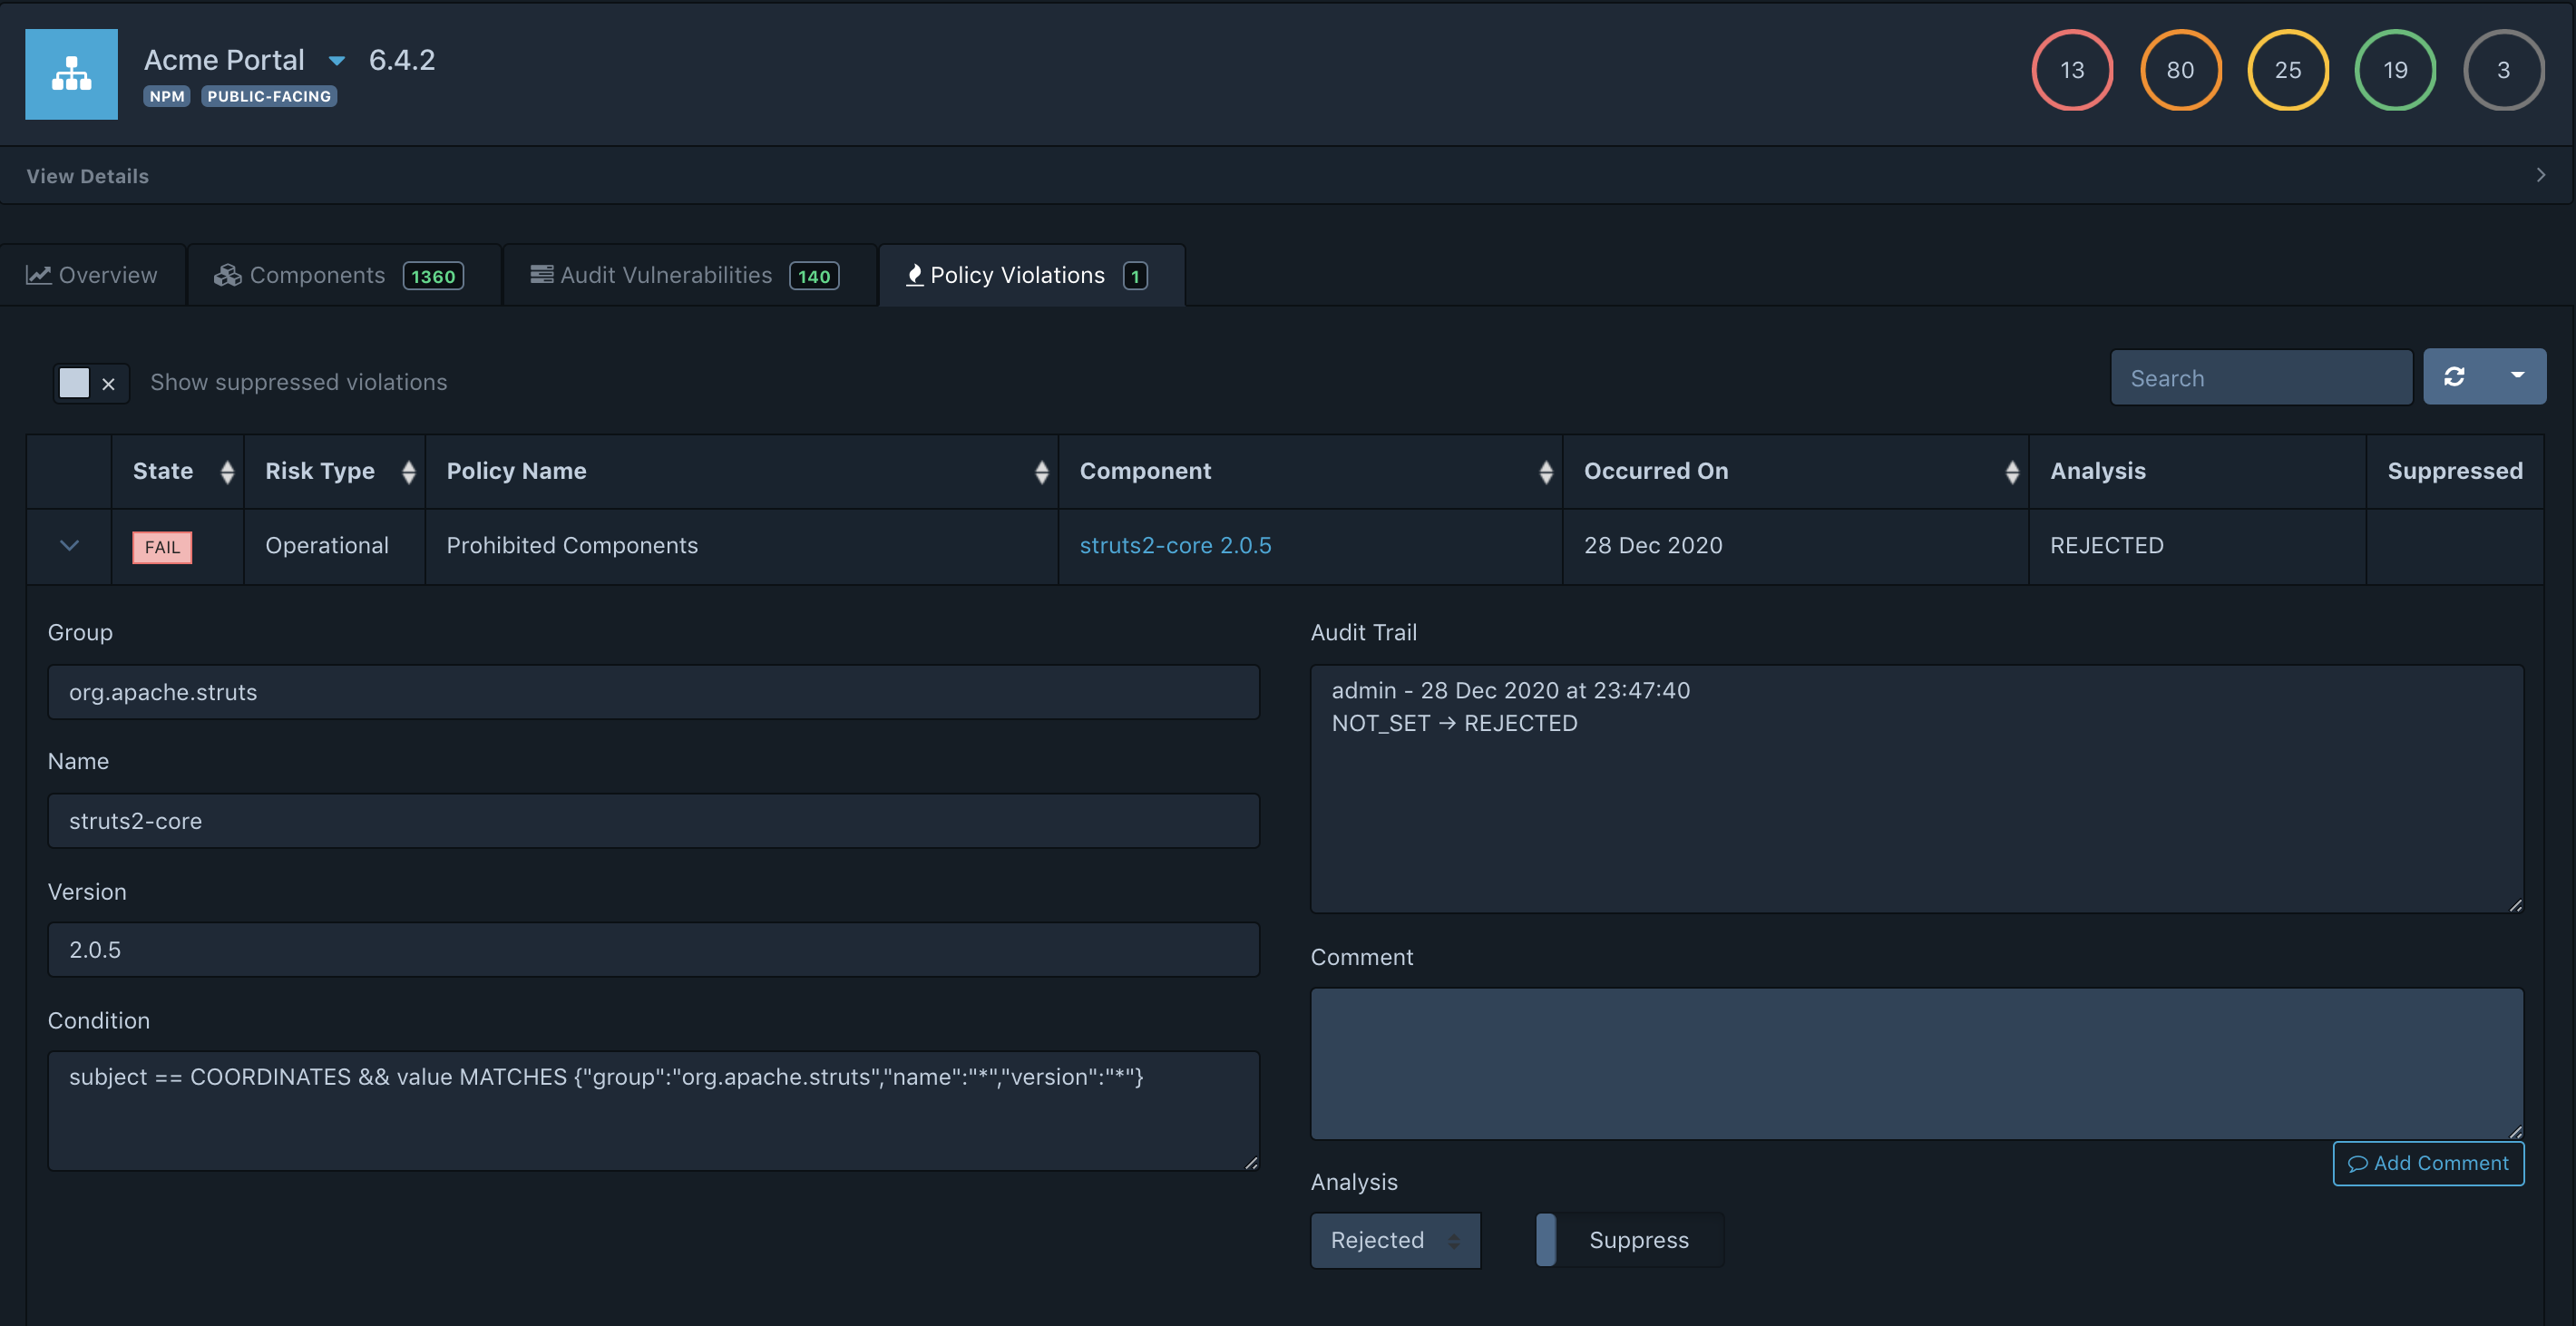 Acme Portal 6.4.2
NPM PUBLIC-FACING
13 80 25 19 3
View Details
Overview Components 1360 Audit Vulnerabilities 140 Policy Violations 1
Show suppressed violations
Search
State Risk Type Policy Name Component Occurred On Analysis Suppressed
FAIL Operational Prohibited Components struts2-core 2.0.5 28 Dec 2020 REJECTED
Group
org.apache.struts
Name
struts2-core
Version
2.0.5
Condition
subject == COORDINATES && value MATCHES {"group":"org.apache.struts","name":"*","version":"*"}
Audit Trail
admin - 28 Dec 2020 at 23:47:40
NOT_SET → REJECTED
Comment
Add Comment
Analysis
Rejected Suppress